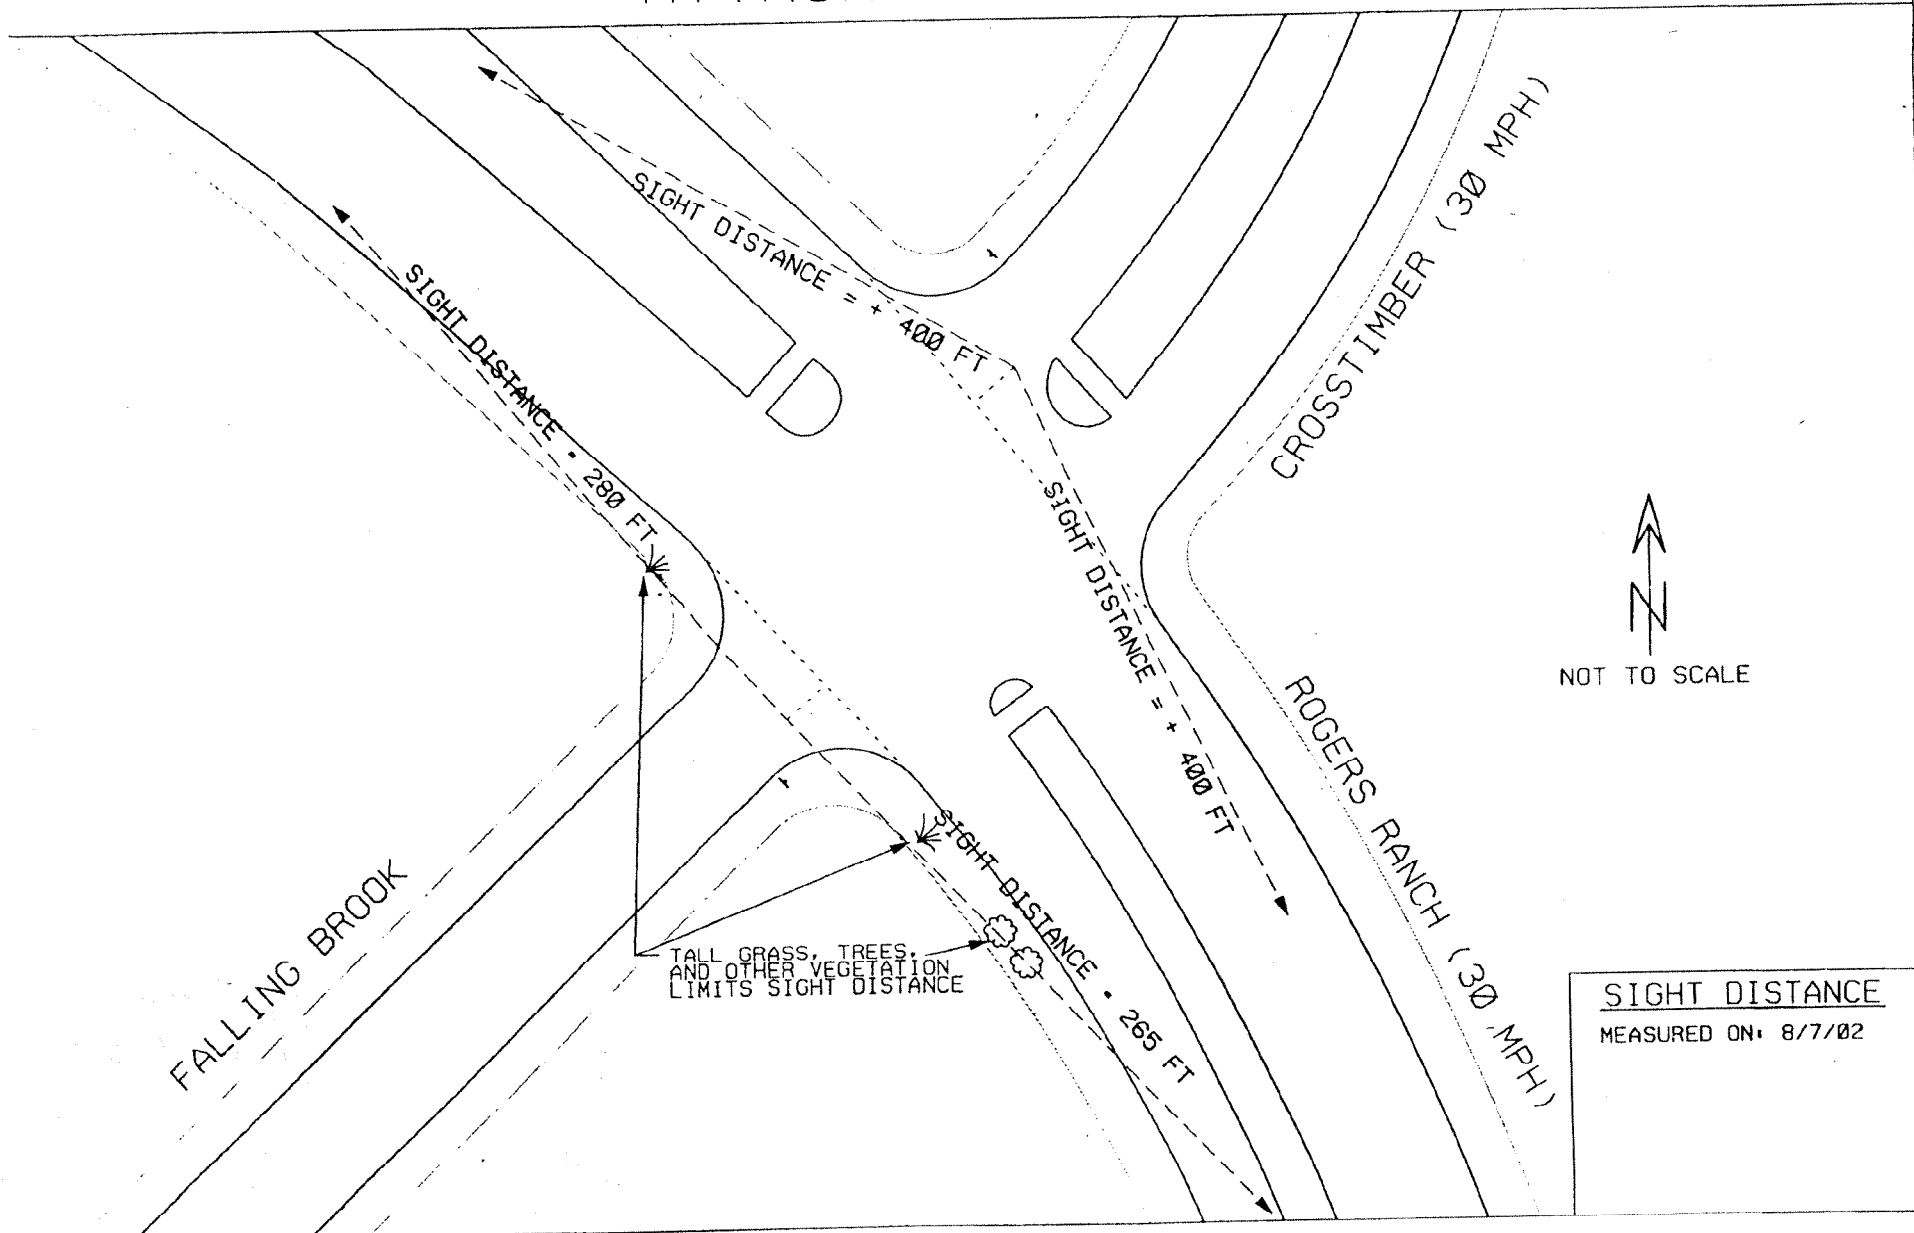 SIGHT DISTANCE = + 400 FT
SIGHT DISTANCE = 280 FT
SIGHT DISTANCE = + 400 FT
CROSSTIMBER (30 MPH)
N
NOT TO SCALE
ROGERS RANCH (30 MPH)
SIGHT DISTANCE = 265 FT
FALLING BROOK
TALL GRASS, TREES,
AND OTHER VEGETATION
LIMITS SIGHT DISTANCE
SIGHT DISTANCE
MEASURED ON: 8/7/02